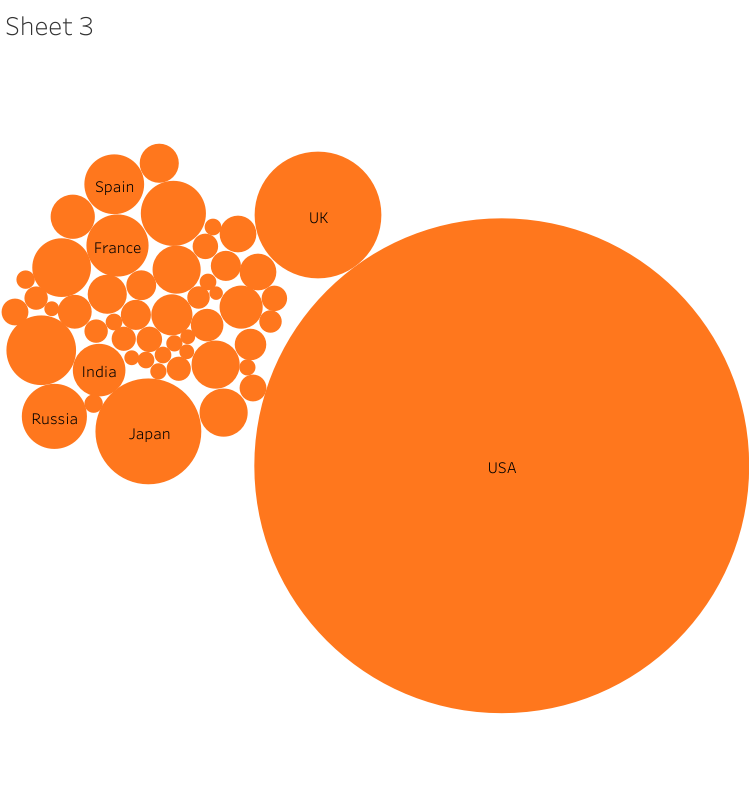 Sheet 3
Spain
UK
France
India
Russia
Japan
USA